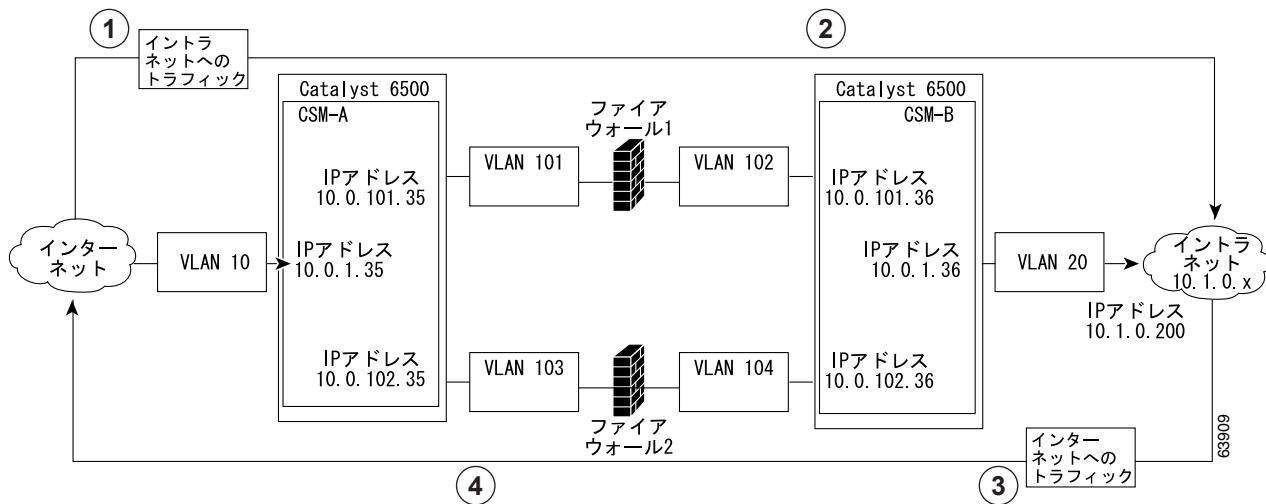 1
イントラ
ネットへの
トラフィック
2
Catalyst 6500
CSM-A
IPアドレス
10.0.101.35
IPアドレス
10.0.1.35
IPアドレス
10.0.102.35
インター
ネット
VLAN 10
VLAN 101
ファイア
ウォール1
VLAN 102
VLAN 103
ファイア
ウォール2
VLAN 104
Catalyst 6500
CSM-B
IPアドレス
10.0.101.36
IPアドレス
10.0.1.36
IPアドレス
10.0.102.36
VLAN 20
イントラ
ネット
10.1.0.x
IPアドレス
10.1.0.200
4
3
インター
ネットへの
トラフィック
63909